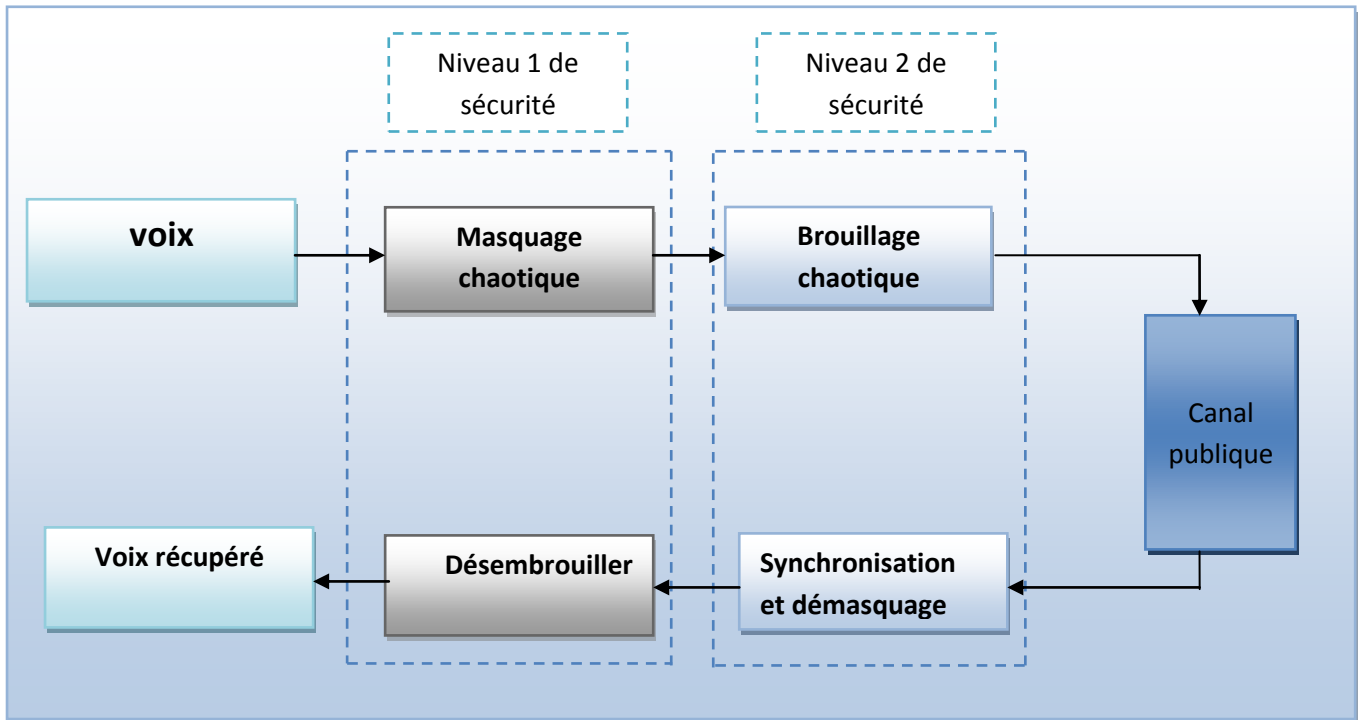 Niveau 1 de
sécurité
Niveau 2 de
sécurité
voix
Masquage
chaotique
Brouillage
chaotique
Canal
publique
Voix récupéré
Désembrouiller
Synchronisation
et démasquage